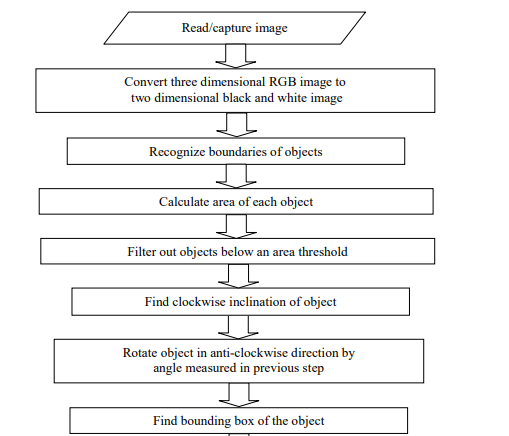 Read/capture image
Convert three dimensional RGB image to
two dimensional black and white image
Recognize boundaries of objects
Calculate area of each object
Filter out objects below an area threshold
Find clockwise inclination of object
Rotate object in anti-clockwise direction by
angle measured in previous step
Find bounding box of the object